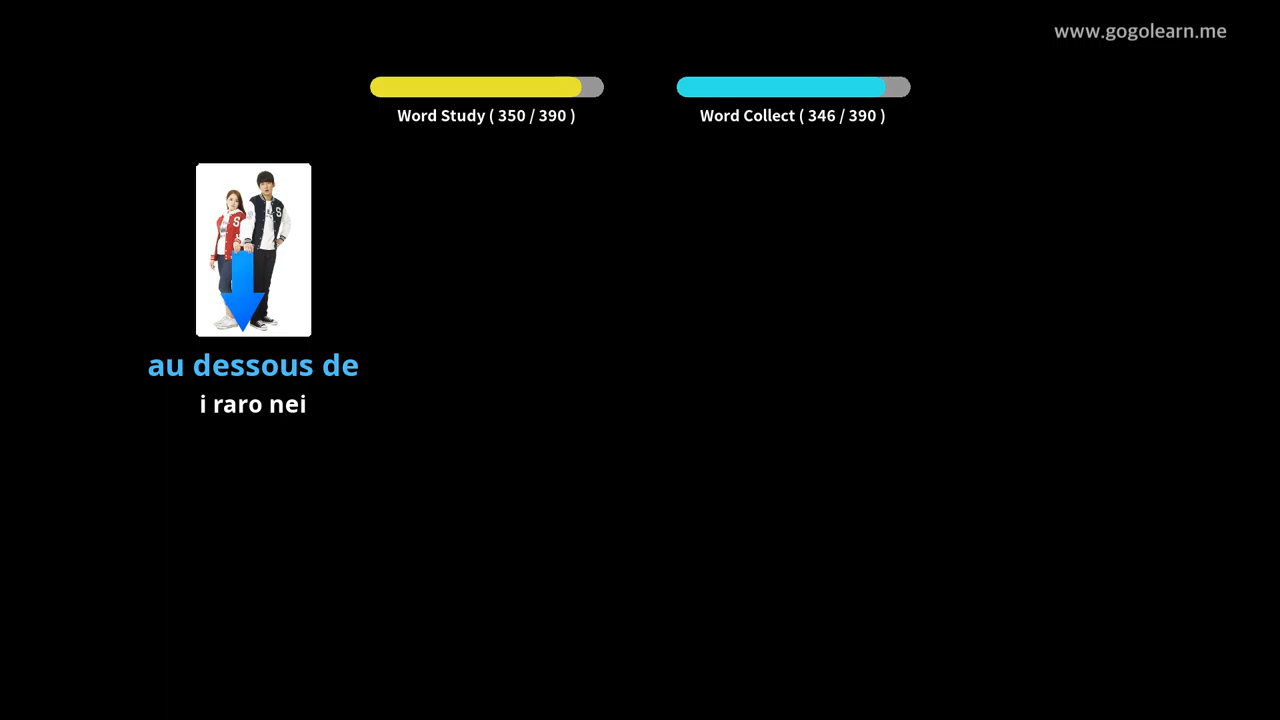 www.gogolearn.me
Word Study ( 350 / 390 )
Word Collect ( 346 / 390 )
S
S
au dessous de
i raro nei